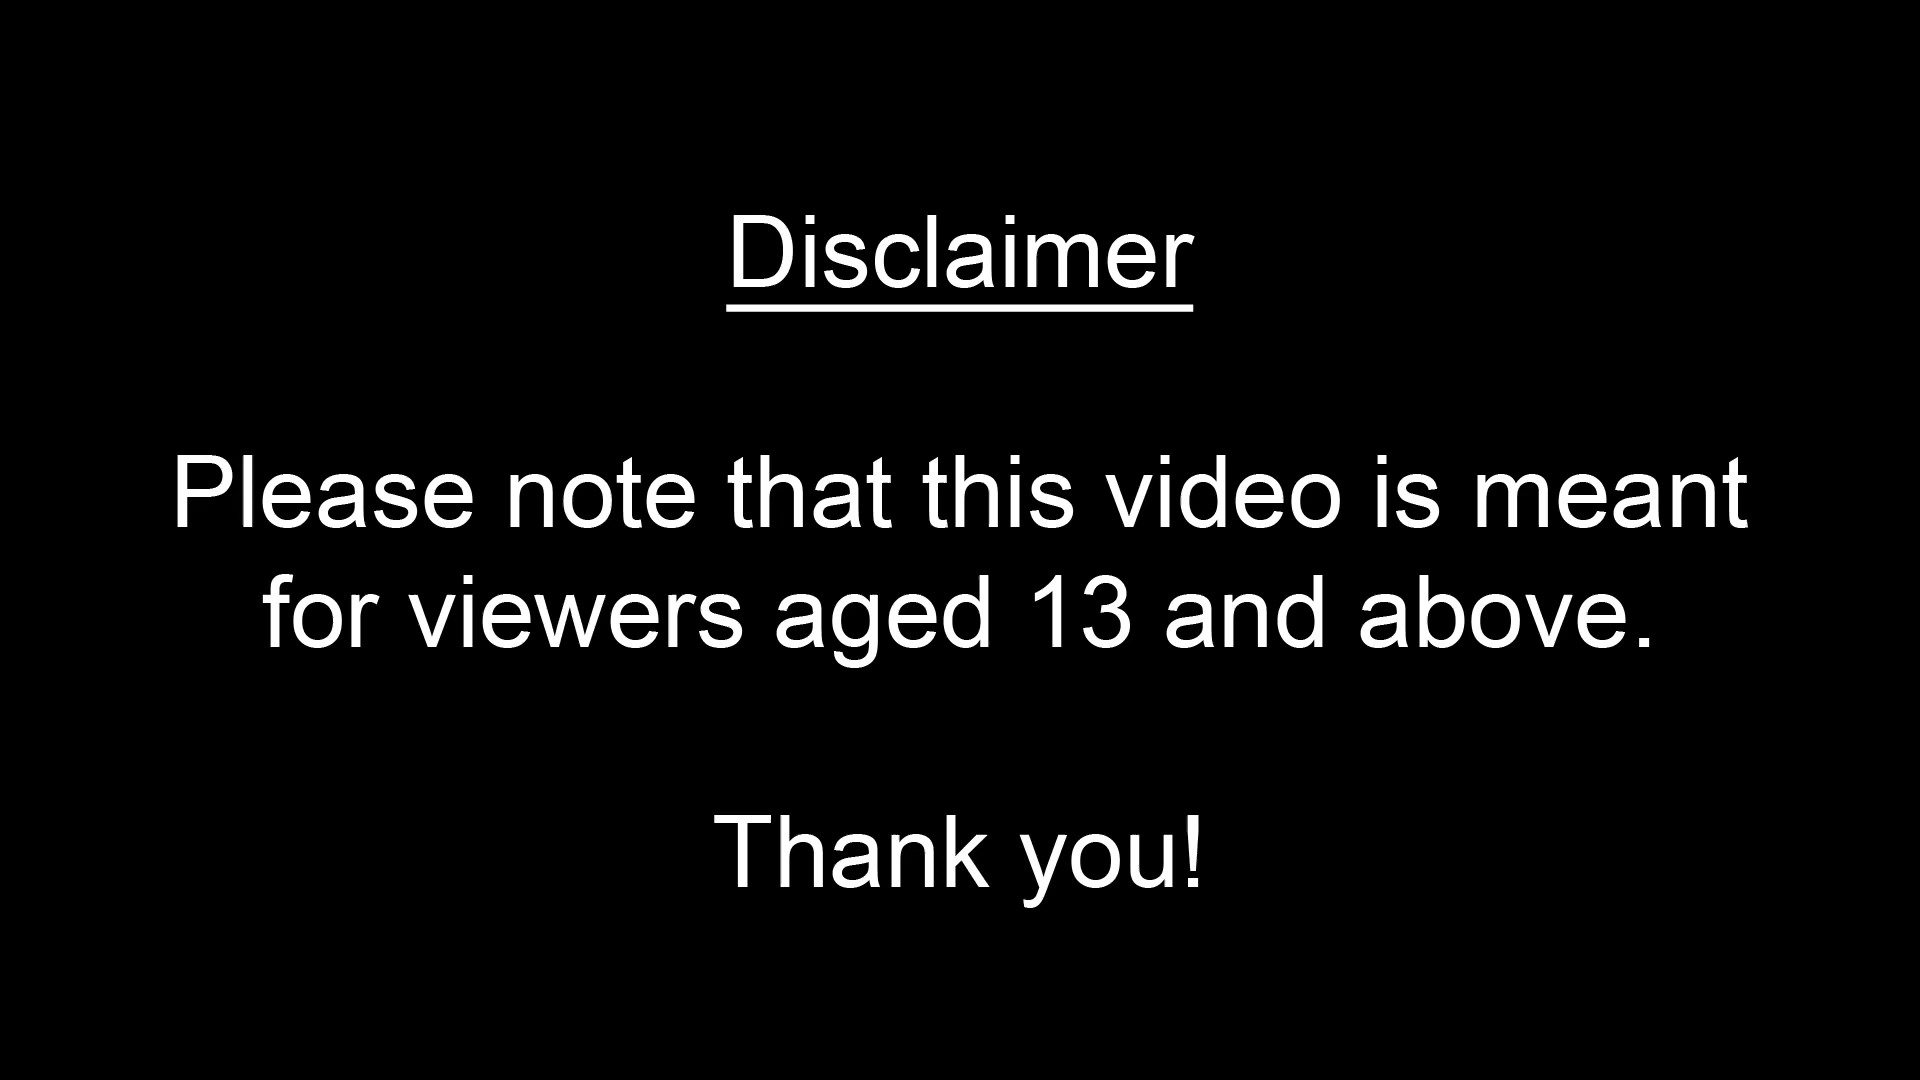 Disclaimer
Please note that this video is meant
for viewers aged 13 and above.
Thank you!